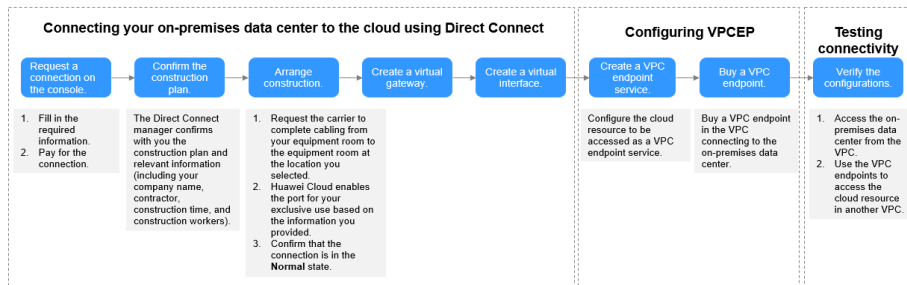 Connecting your on-premises data center to the cloud using Direct Connect
Request a
connection on
the console.
Confirm the
construction
plan.
Arrange
construction.
Create a virtual
gateway.
Create a virtual
interface.
1. Fill in the
required
information.
2. Pay for the
connection.
The Direct Connect
manager confirms
with you the
construction plan and
relevant information
(including your
company name,
contractor,
construction time, and
construction workers).
1. Request the carrier to
complete cabling from
your equipment room to
the equipment room at
the location you
selected.
2. Huawei Cloud enables
the port for your
exclusive use based on
the information you
provided.
3. Confirm that the
connection is in the
Normal state.
Configuring VPCEP
Create a VPC
endpoint
service.
Buy a VPC
endpoint.
Configure the cloud
resource to be
accessed as a VPC
endpoint service.
Buy a VPC endpoint
in the VPC
connecting to the
on-premises data
center.
Testing
connectivity
Verify the
configurations.
1. Access the on-
premises data
center from the
VPC.
2. Use the VPC
endpoints to
access the
cloud resource
in another VPC.